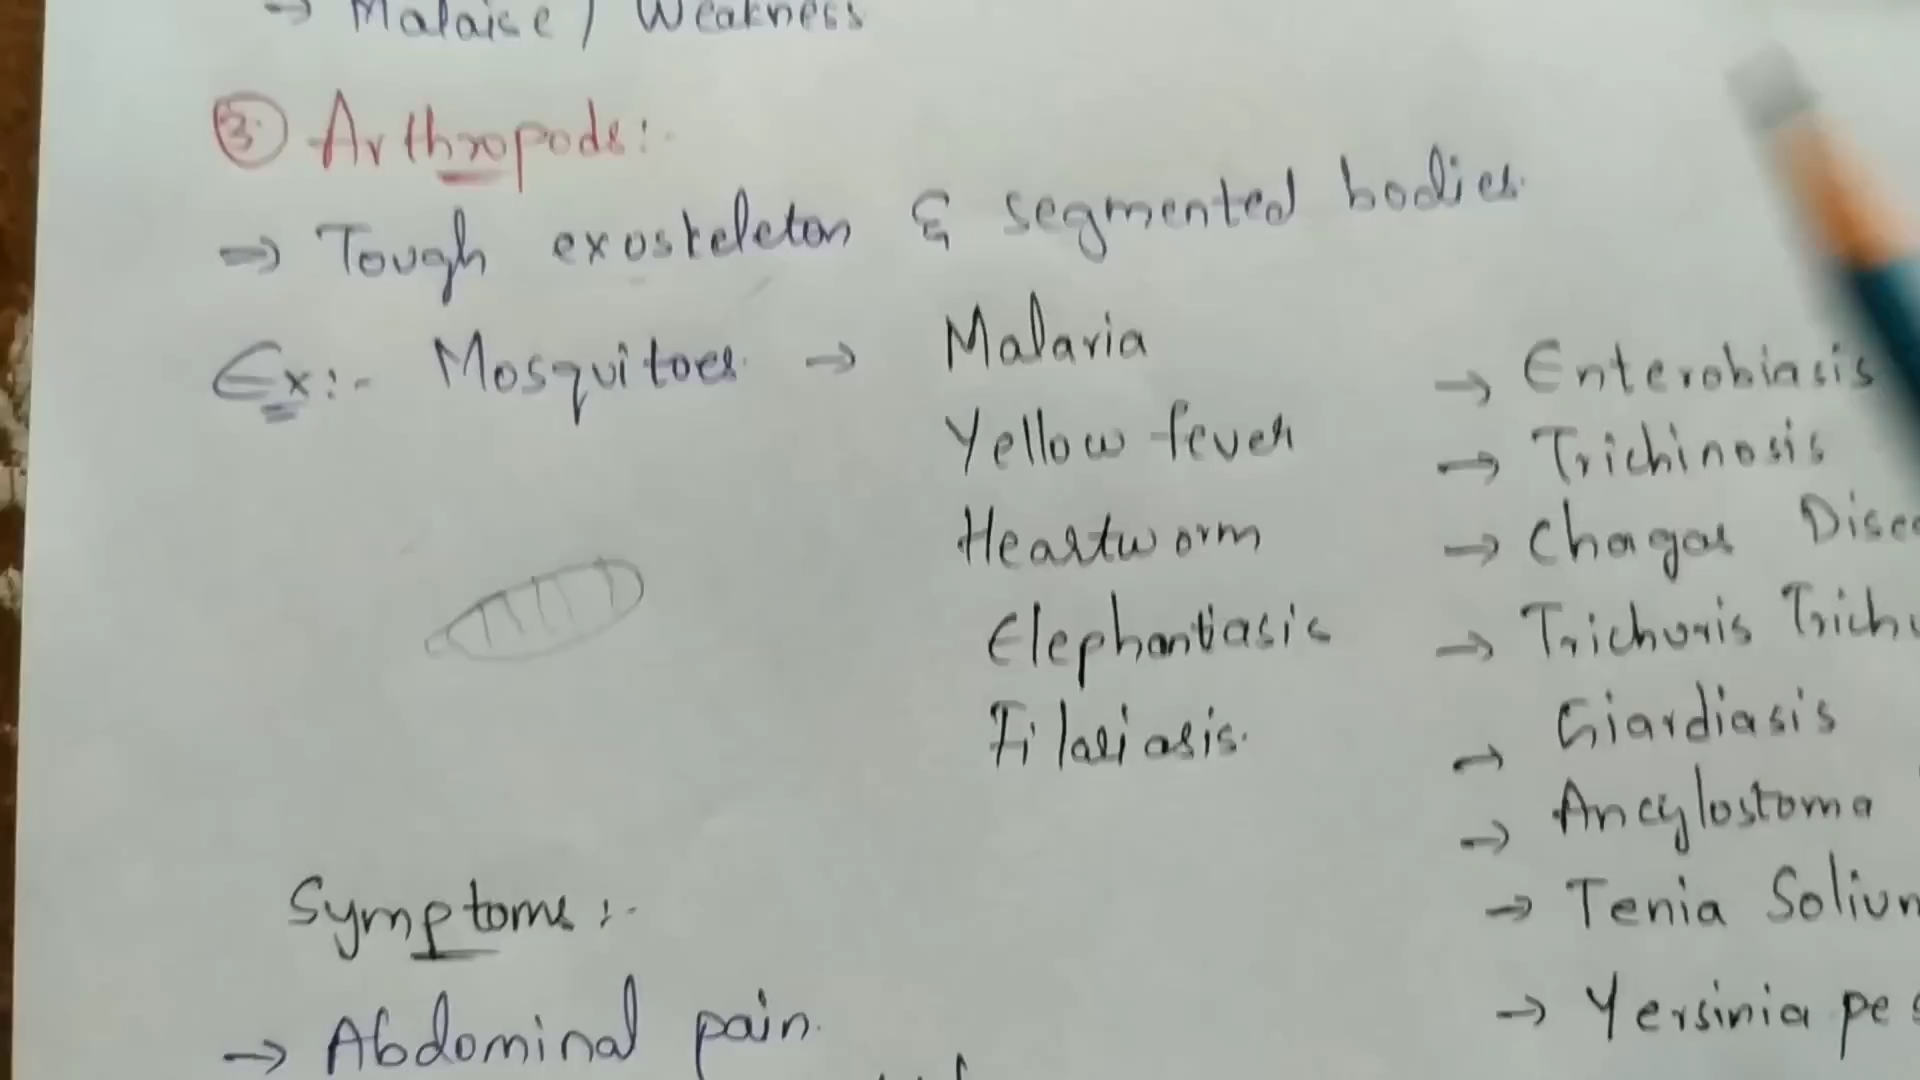 → Malaise / Weakness
③ Arthropods:-
→ Tough exoskeleton & segmented bodies.
Ex:- Mosquitoes → Malaria
Yellow fever
Heartworm
Elephantiasis
Filariasis.
→ Enterobiasis
→ Trichinosis
→ Chagas
→ Trichuris
→ Giardiasis
→ Ancylostoma
→ Tenia
→ Yersinia
Symptoms:-
→ Abdominal pain.